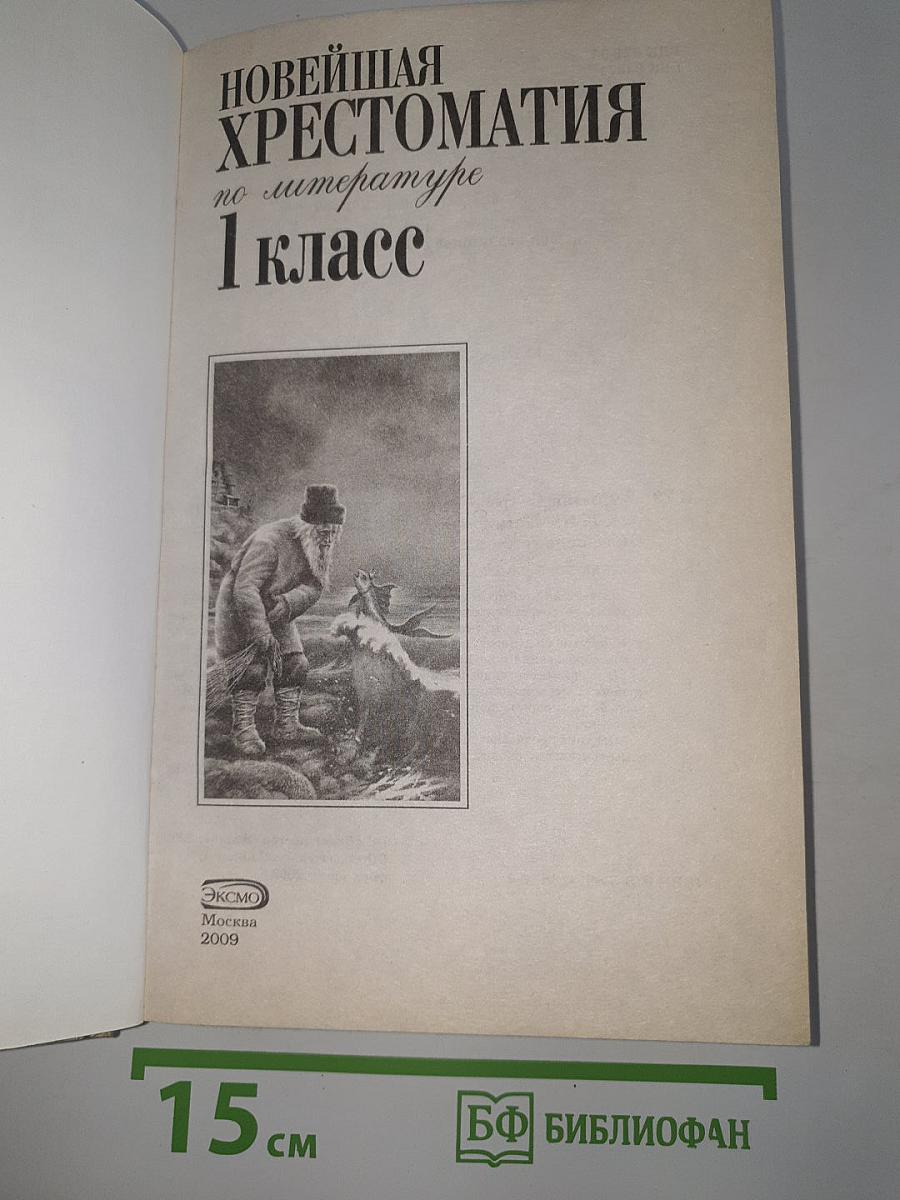 НОВЕЙШАЯ
ХРЕСТОМАТИЯ
по литературе
1 класс
ЭКСМО
Москва
2009
15 см
БФ БИБЛИОФАН